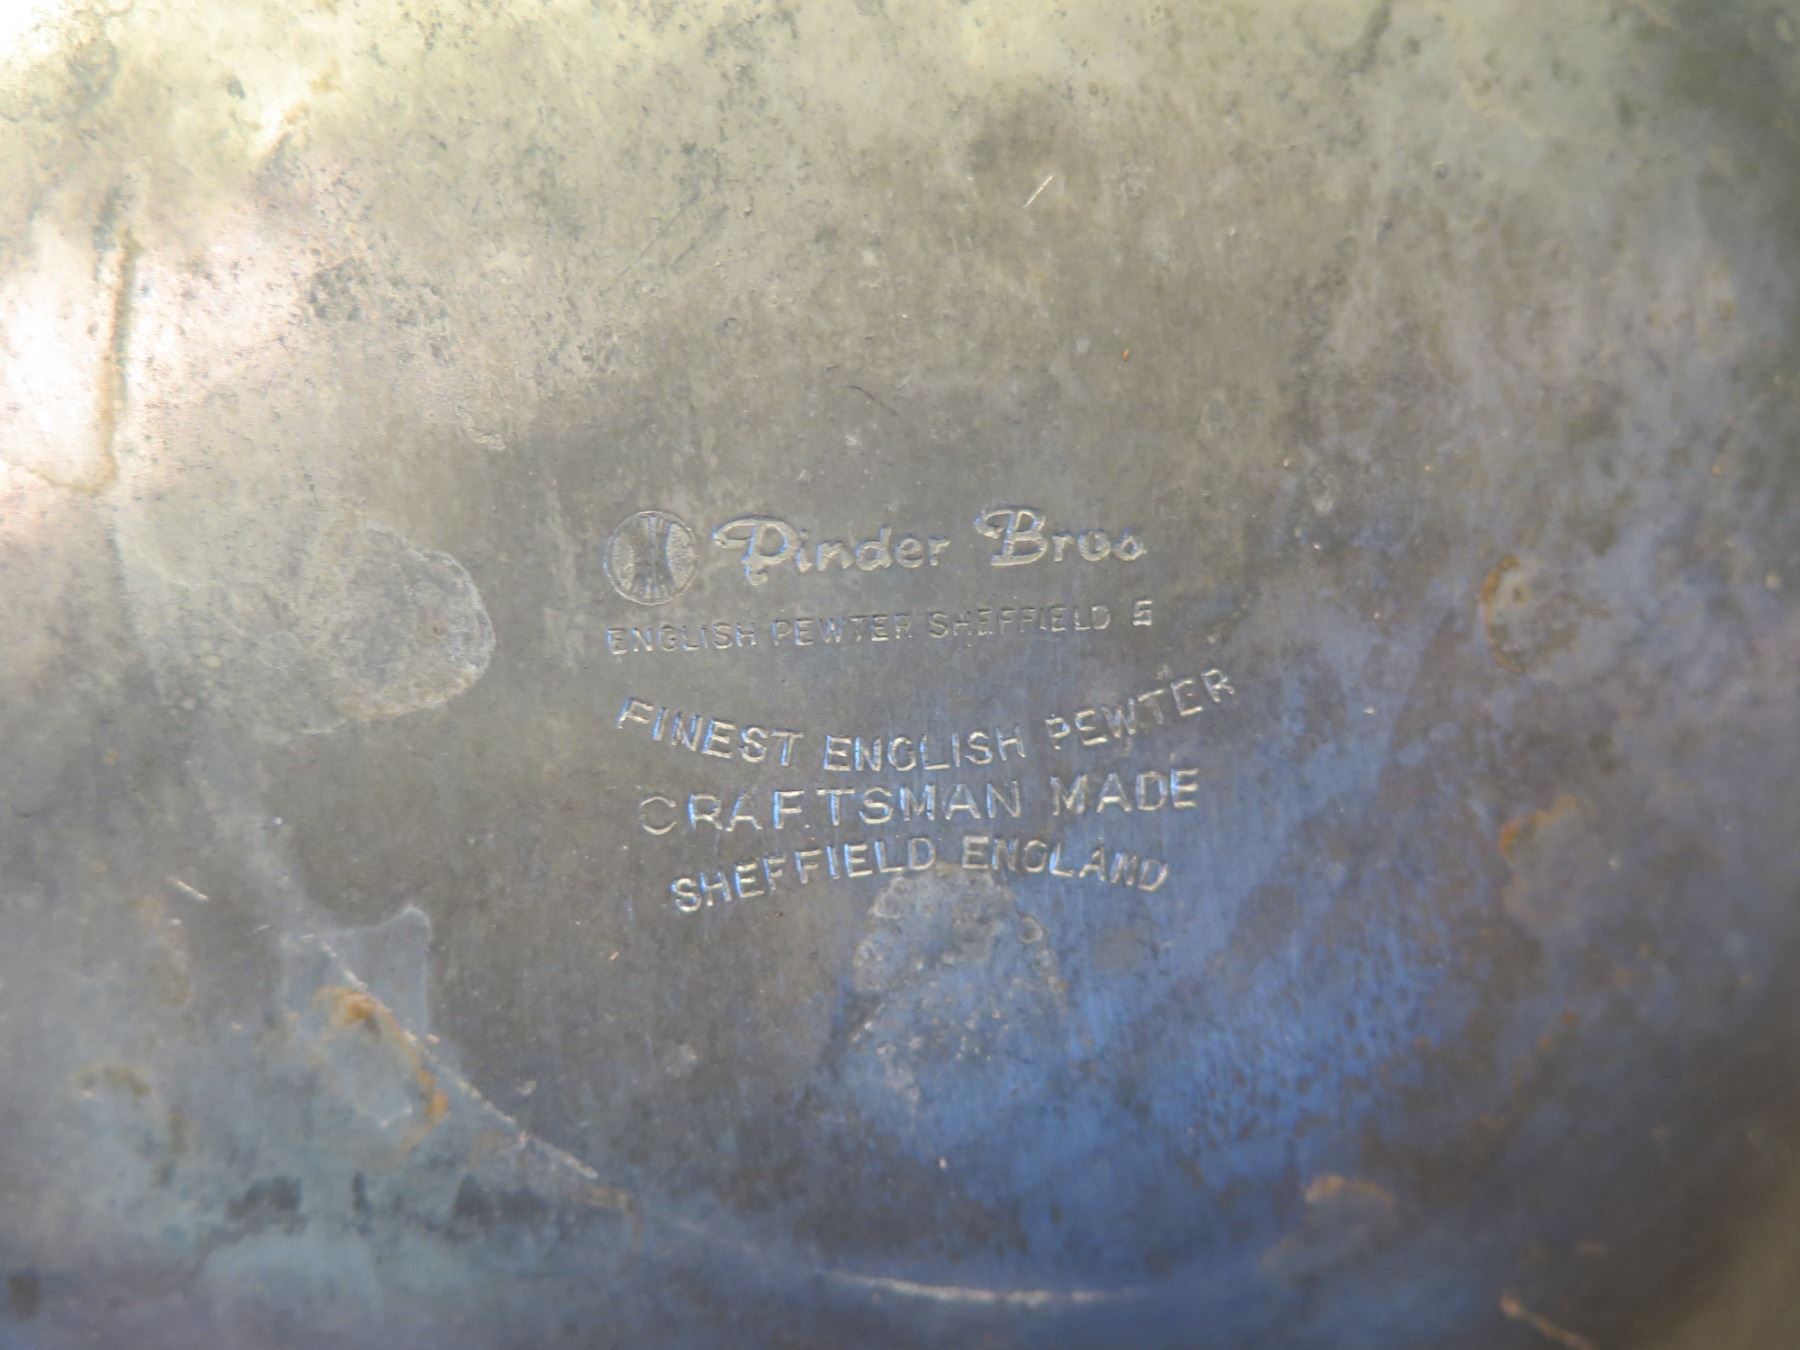 Pinder Bros
ENGLISH PEWTER SHEFFIELD 5
FINEST ENGLISH PEWTER
CRAFTSMAN MADE
SHEFFIELD ENGLAND